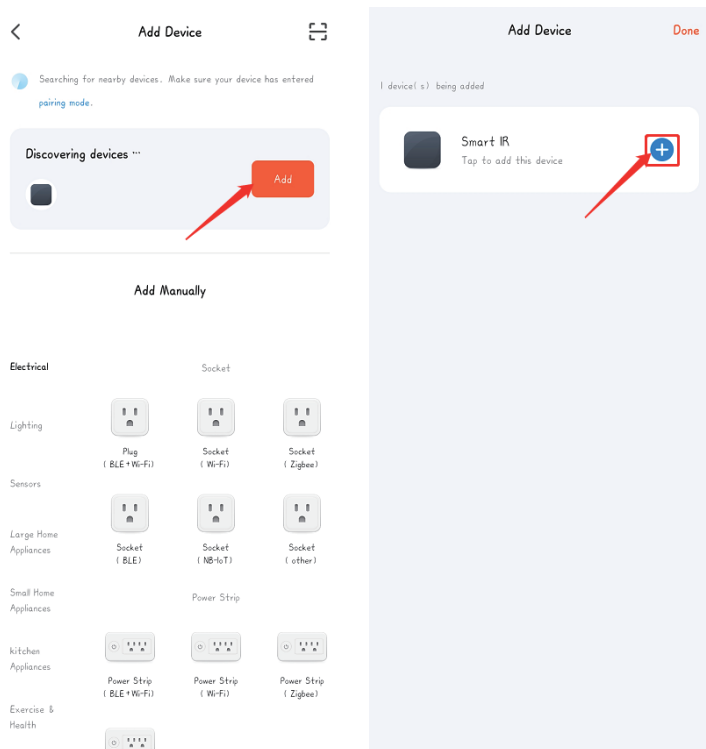 Add Device
Searching for nearby devices. Make sure your device has entered
pairing mode.
Discovering devices ...
Add
Add Manually
Electrical
Lighting
Sensors
Large Home
Appliances
Small Home
Appliances
kitchen
Appliances
Exercise &
Health
Socket
Plug
( BLE + Wi-Fi)
Socket
( Wi-Fi)
Socket
( Zigbee)
Socket
( BLE)
Socket
( NB-IoT)
Socket
( other)
Power Strip
Power Strip
( BLE + Wi-Fi)
Power Strip
( Wi-Fi)
Power Strip
( Zigbee)
Add Device
Done
1 device( s) being added
Smart IR
Tap to add this device